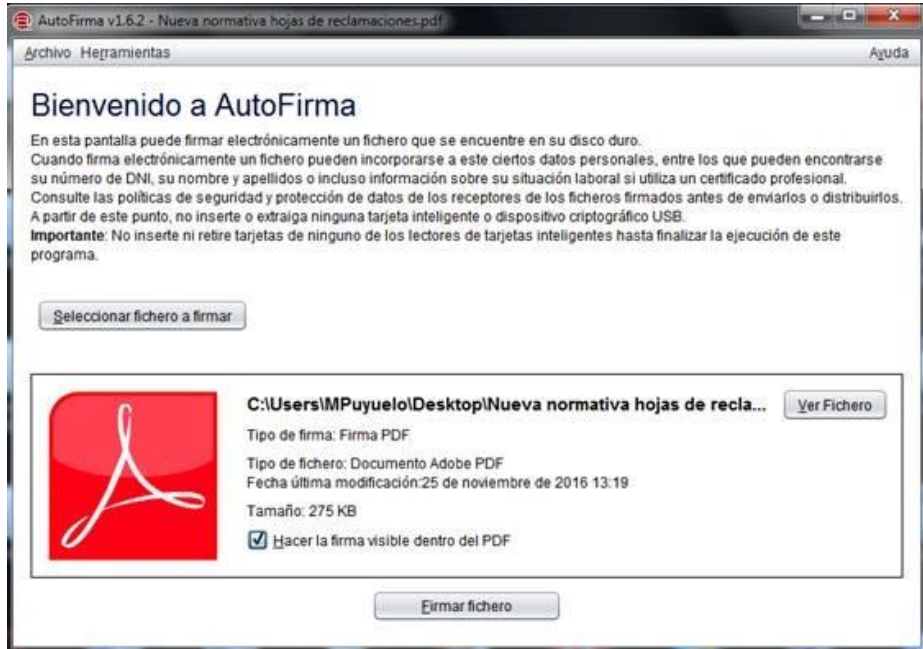 AutoFirma v1.6.2 - Nueva normativa hojas de reclamaciones.pdf
Archivo Herramientas Ayuda
Bienvenido a AutoFirma
En esta pantalla puede firmar electrónicamente un fichero que se encuentre en su disco duro.
Cuando firma electrónicamente un fichero pueden incorporarse a este ciertos datos personales, entre los que pueden encontrarse
su número de DNI, su nombre y apellidos o incluso información sobre su situación laboral si utiliza un certificado profesional.
Consulte las políticas de seguridad y protección de datos de los receptores de los ficheros firmados antes de enviarlos o distribuirlos.
A partir de este punto, no inserte o extraiga ninguna tarjeta inteligente o dispositivo criptográfico USB.
Importante: No inserte ni retire tarjetas de ninguno de los lectores de tarjetas inteligentes hasta finalizar la ejecución de este
programa.
Seleccionar fichero a firmar
C:\Users\MPuyuelo\Desktop\Nueva normativa hojas de recla...
Ver Fichero
Tipo de firma: Firma PDF
Tipo de fichero: Documento Adobe PDF
Fecha última modificación:25 de noviembre de 2016 13:19
Tamaño: 275 KB
Hacer la firma visible dentro del PDF
Firmar fichero